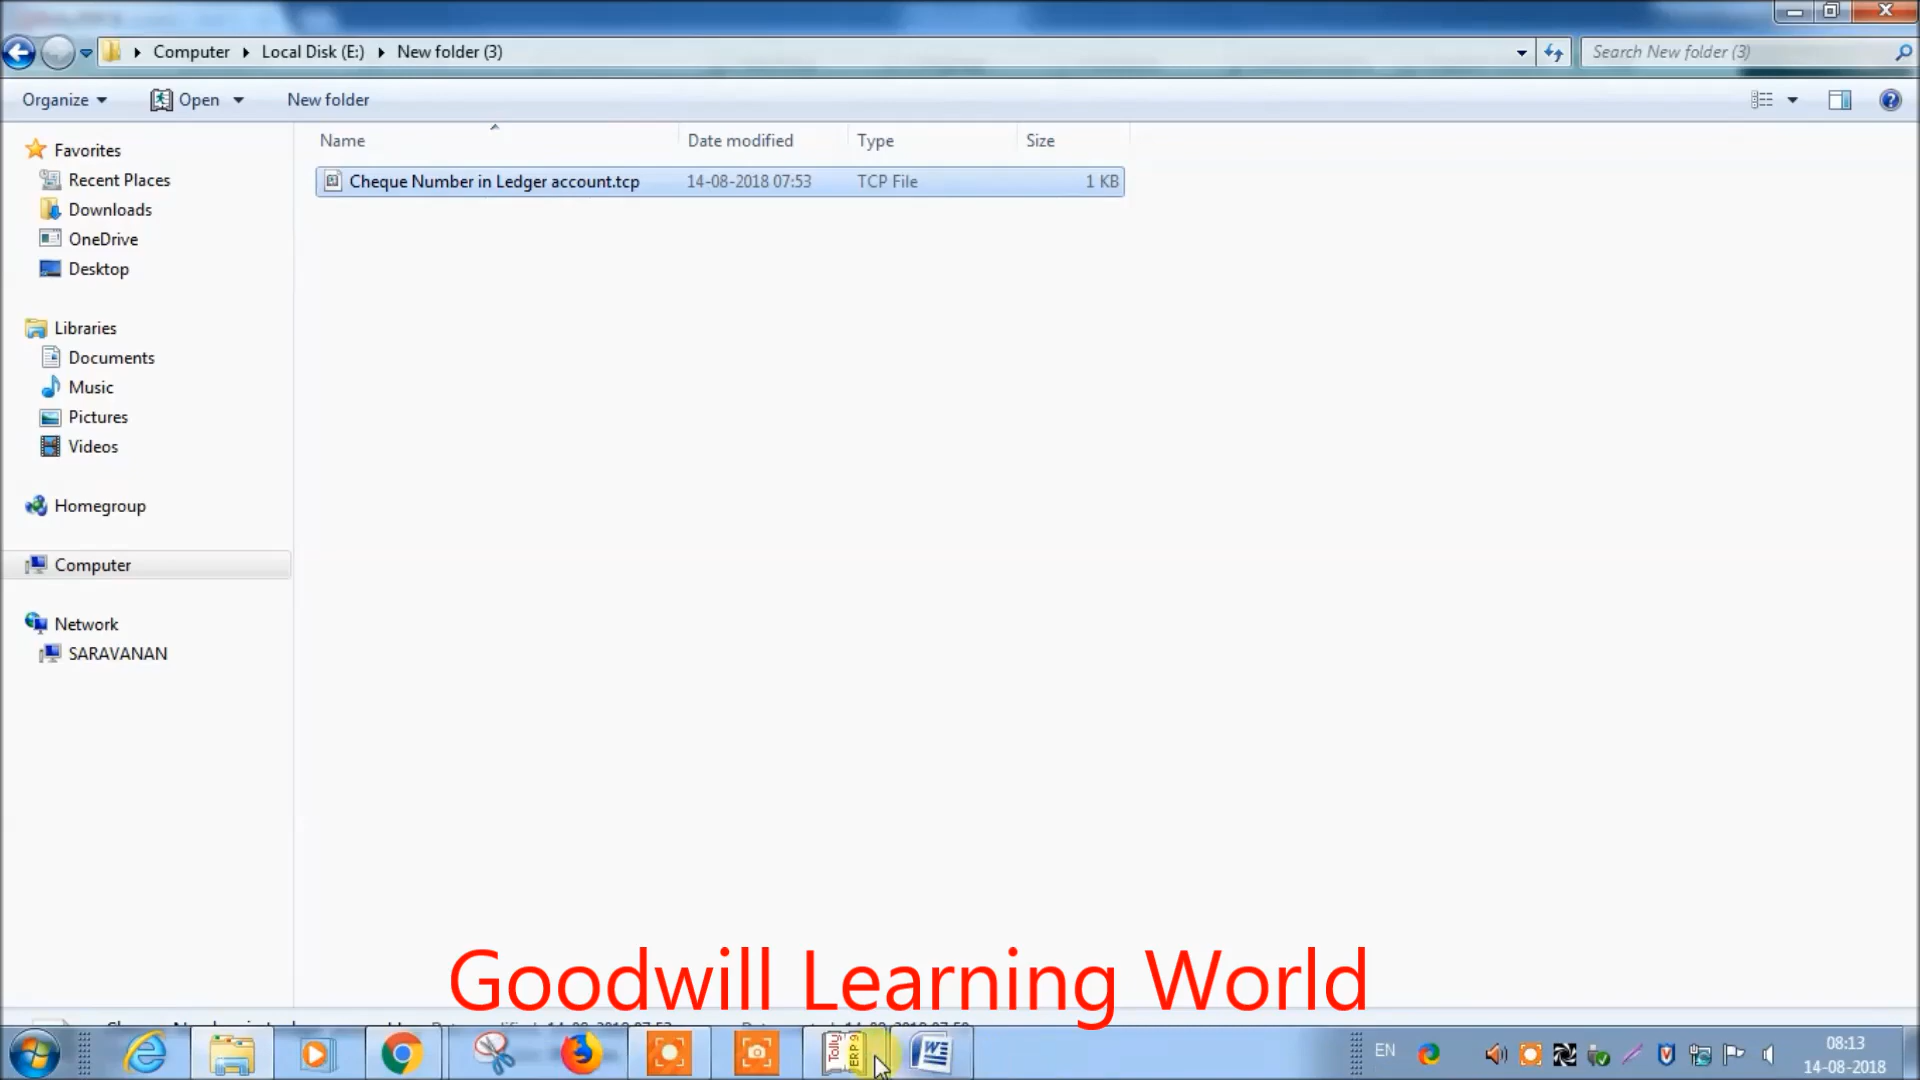 Computer Local Disk (E:) New folder (3)
Search New folder (3)
Organize Open New folder
Name Date modified Type Size
Cheque Number in Ledger account.tcp 14-08-2018 07:53 TCP File 1 KB
Favorites
Recent Places
Downloads
OneDrive
Desktop
Libraries
Documents
Music
Pictures
Videos
Homegroup
Computer
Network
SARAVANAN
Goodwill Learning World
Tally ERP 9
EN
08:13
14-08-2018